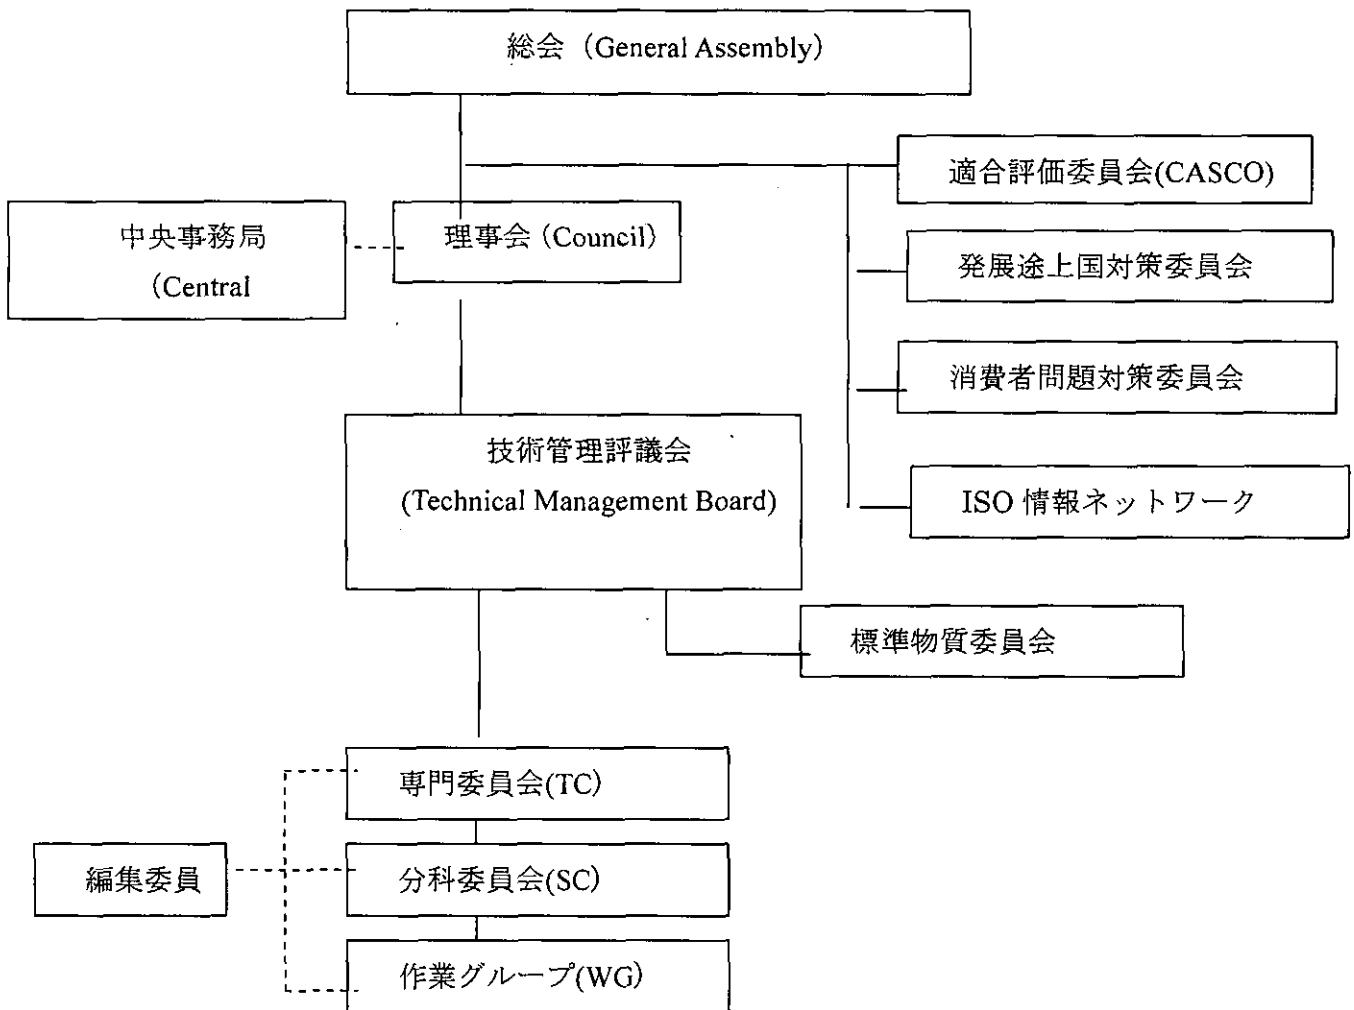 総会（General Assembly）
適合評価委員会(CASCO)
中央事務局
（Central
理事会（Council）
発展途上国対策委員会
消費者問題対策委員会
技術管理評議会
(Technical Management Board)
ISO 情報ネットワーク
標準物質委員会
専門委員会(TC）
編集委員
分科委員会(SC）
作業グループ(WG）